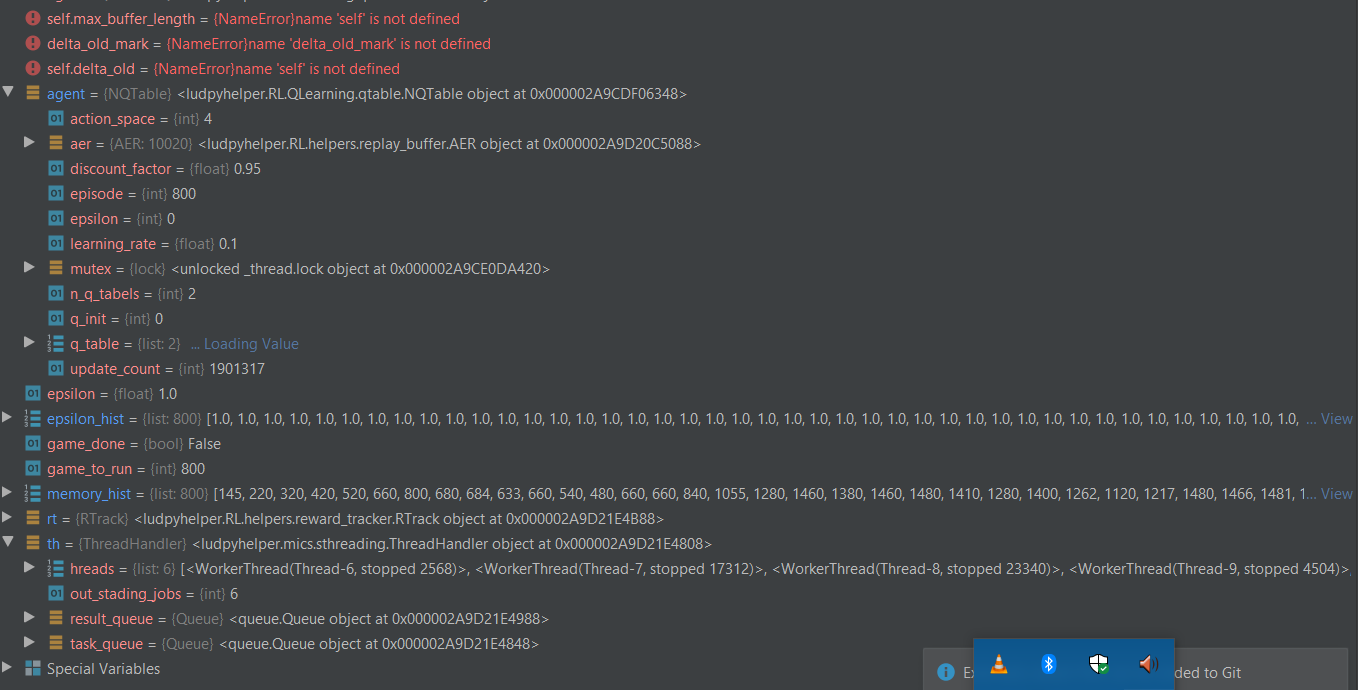 self.max_buffer_length = {NameError}name 'self' is not defined
delta_old_mark = {NameError}name 'delta_old_mark' is not defined
self.delta_old = {NameError}name 'self' is not defined
agent = {NQTable} <ludpyhelper.RL.QLearning.qtable.NQTable object at 0x000002A9CDF06348>
01 action_space = {int} 4
aer = {AER: 10020} <ludpyhelper.RL.helpers.replay_buffer.AER object at 0x000002A9D20C5088>
01 discount_factor = {float} 0.95
01 episode = {int} 800
01 epsilon = {int} 0
01 learning_rate = {float} 0.1
mutex = {lock} <unlocked _thread.lock object at 0x000002A9CE0DA420>
01 n_q_tabels = {int} 2
01 q_init = {int} 0
q_table = {list: 2} ... Loading Value
01 update_count = {int} 1901317
01 epsilon = {float} 1.0
epsilon_hist = {list: 800} [1.0, 1.0, 1.0, 1.0, 1.0, 1.0, 1.0, 1.0, 1.0, 1.0, 1.0, 1.0, 1.0, 1.0, 1.0, 1.0, 1.0, 1.0, 1.0, 1.0, 1.0, 1.0, 1.0, 1.0, 1.0, 1.0, 1.0, 1.0, 1.0, 1.0, 1.0, 1.0, 1.0, 1.0, 1.0, 1.0, 1.0, 1.0, 1.0, 1.0, 1.0, 1.0, ... View
01 game_done = {bool} False
01 game_to_run = {int} 800
memory_hist = {list: 800} [145, 220, 320, 420, 520, 660, 800, 680, 684, 633, 660, 540, 480, 660, 660, 840, 1055, 1280, 1460, 1380, 1460, 1480, 1410, 1280, 1400, 1262, 1120, 1217, 1480, 1466, 1481, 1... View
rt = {RTrack} <ludpyhelper.RL.helpers.reward_tracker.RTrack object at 0x000002A9D21E4B88>
th = {ThreadHandler} <ludpyhelper.mics.sthreading.ThreadHandler object at 0x000002A9D21E4808>
hreads = {list: 6} [<WorkerThread(Thread-6, stopped 2568)>, <WorkerThread(Thread-7, stopped 17312)>, <WorkerThread(Thread-8, stopped 23340)>, <WorkerThread(Thread-9, stopped 4504)>,
01 out_stading_jobs = {int} 6
result_queue = {Queue} <queue.Queue object at 0x000002A9D21E4988>
task_queue = {Queue} <queue.Queue object at 0x000002A9D21E4848>
Special Variables
ded to Git